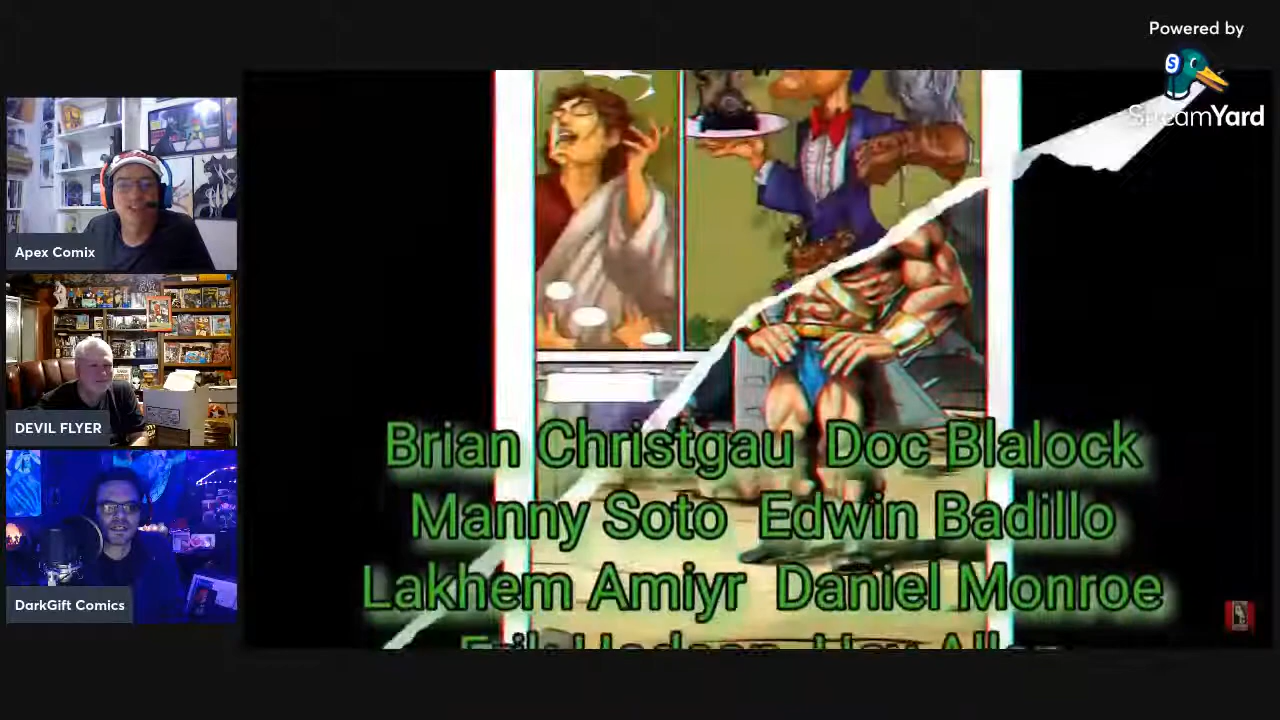 Powered by
StreamYard
Apex Comix
DEVIL FLYER
DarkGift Comics
Brian Christgau Doc Blalock
Manny Soto Edwin Badillo
Lakhem Amiyr Daniel Monroe